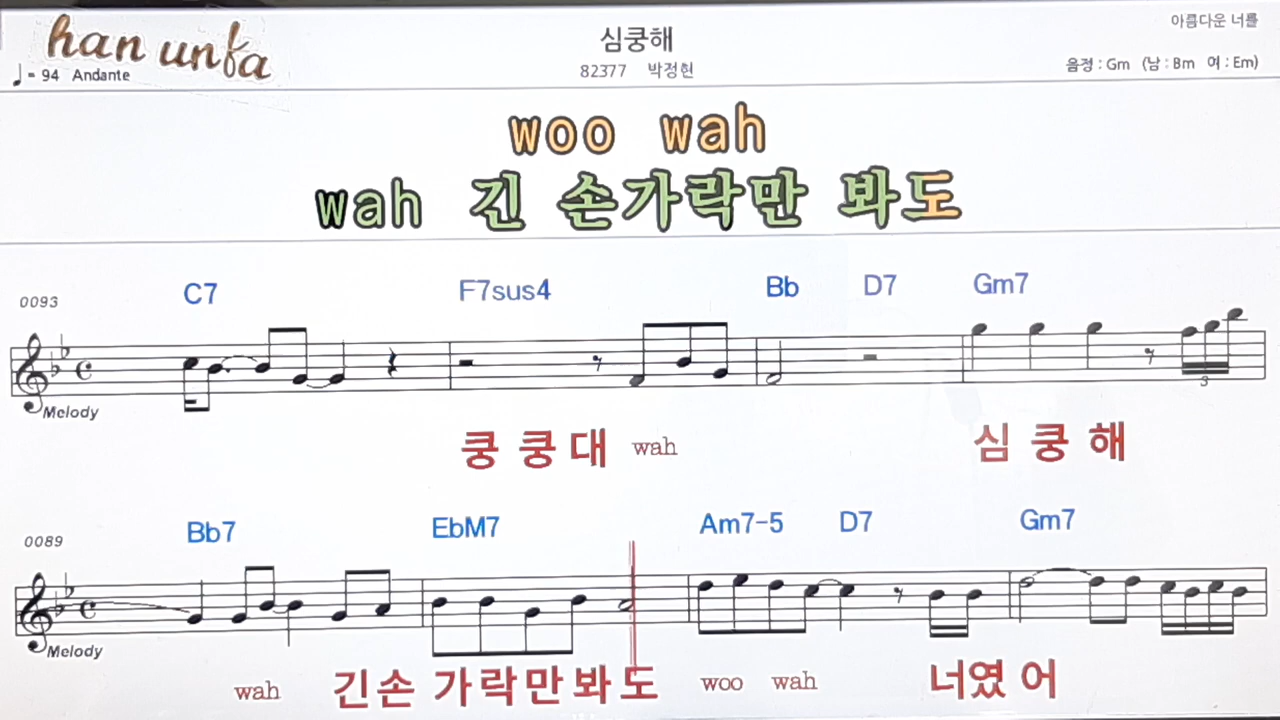 han unfa
심쿵해
아름다운 너를
♩= 94 Andante
82377 박정현
음정 : Gm (남 : Bm 여 : Em)
woo wah
wah 긴 손가락만 봐도
0093
C7 F7sus4 Bb D7 Gm7
Melody
3
쿵 쿵 대 wah 심 쿵 해
0089
Bb7 EbM7 Am7-5 D7 Gm7
Melody
wah 긴손 가락만봐 도 woo wah 너였 어